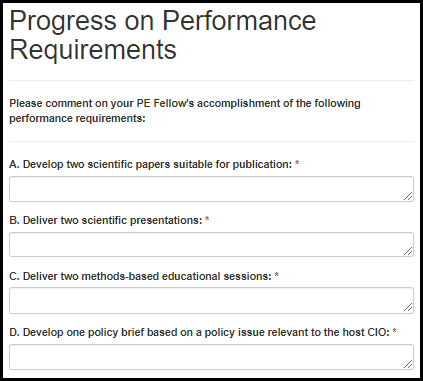 Progress on Performance
Requirements
Please comment on your PE Fellow's accomplishment of the following
performance requirements:
A. Develop two scientific papers suitable for publication: *
B. Deliver two scientific presentations: *
C. Deliver two methods-based educational sessions: *
D. Develop one policy brief based on a policy issue relevant to the host CIO: *